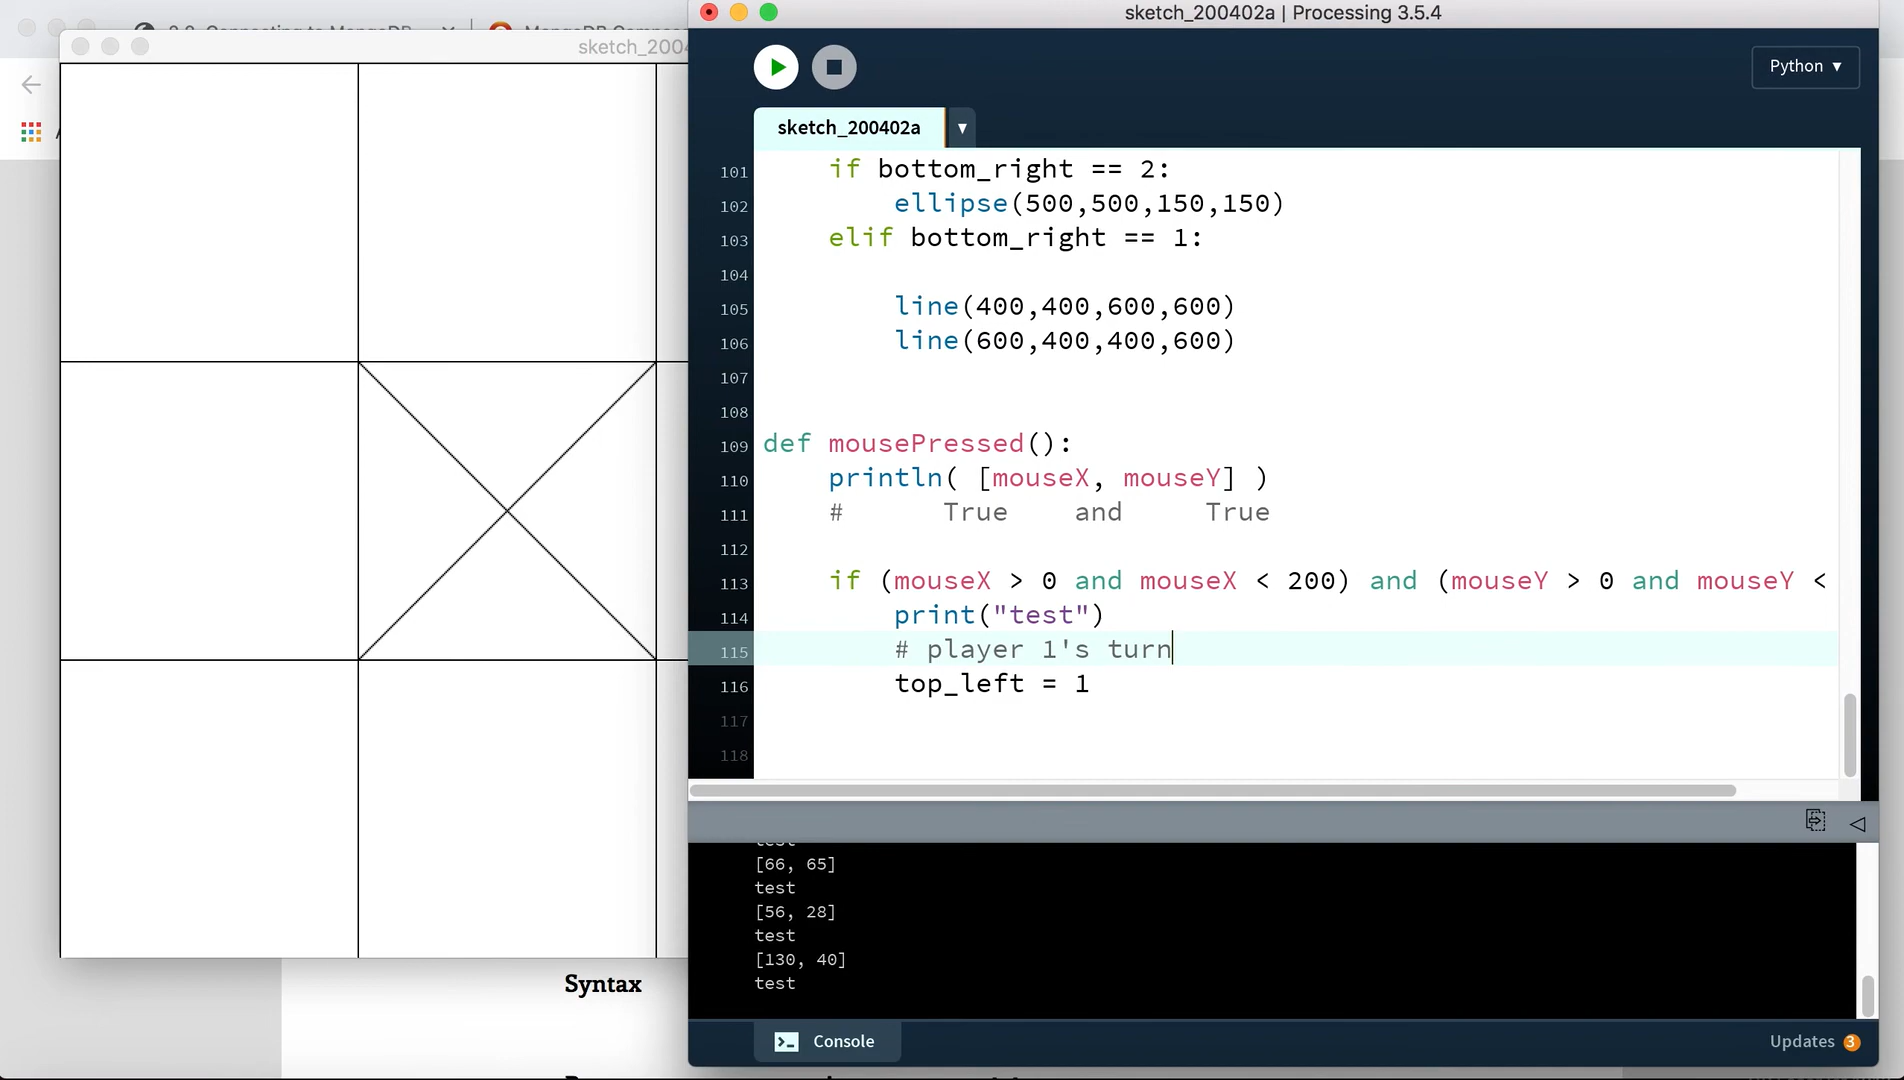 sketch_200402a | Processing 3.5.4
sketch_200
Python ▾
sketch_200402a ▾
101 if bottom_right == 2:
102 ellipse(500,500,150,150)
103 elif bottom_right == 1:
104
105 line(400,400,600,600)
106 line(600,400,400,600)
107
108
109 def mousePressed():
110 println( [mouseX, mouseY] )
111 # True and True
112
113 if (mouseX > 0 and mouseX < 200) and (mouseY > 0 and mouseY <
114 print("test")
115 # player 1's turn
116 top_left = 1
117
118
test
[66, 65]
test
[56, 28]
test
[130, 40]
test
Console
Updates 3
Syntax